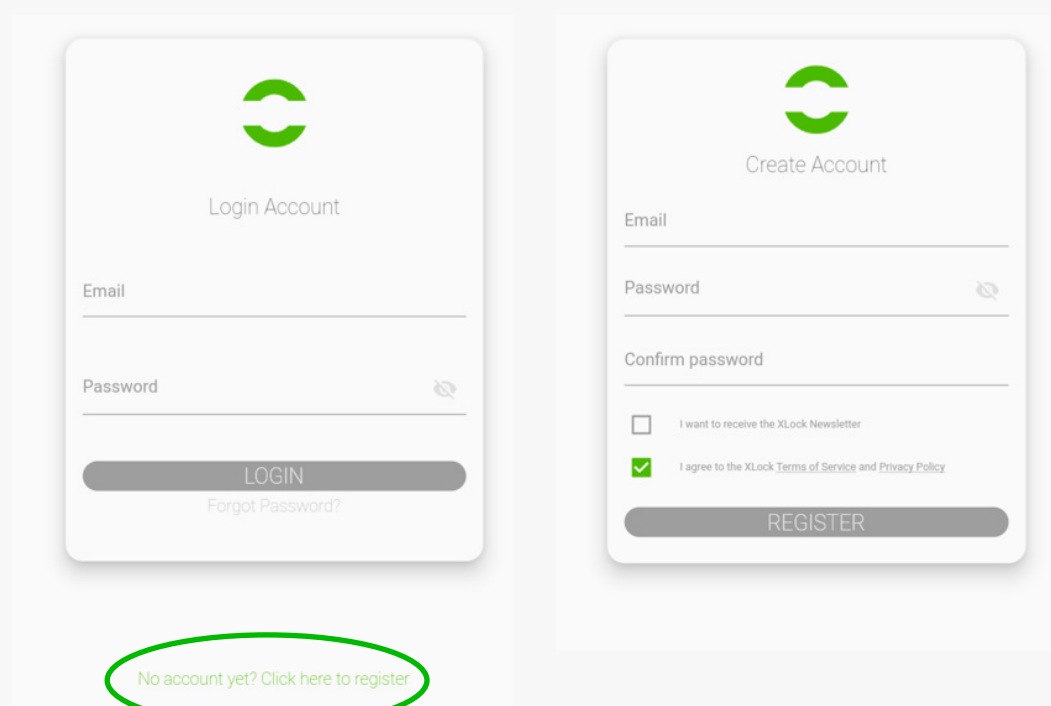 Login Account
Email
Password
LOGIN
Forgot Password?
No account yet? Click here to register
Create Account
Email
Password
Confirm password
I want to receive the XLock Newsletter
I agree to the XLock Terms of Service and Privacy Policy
REGISTER